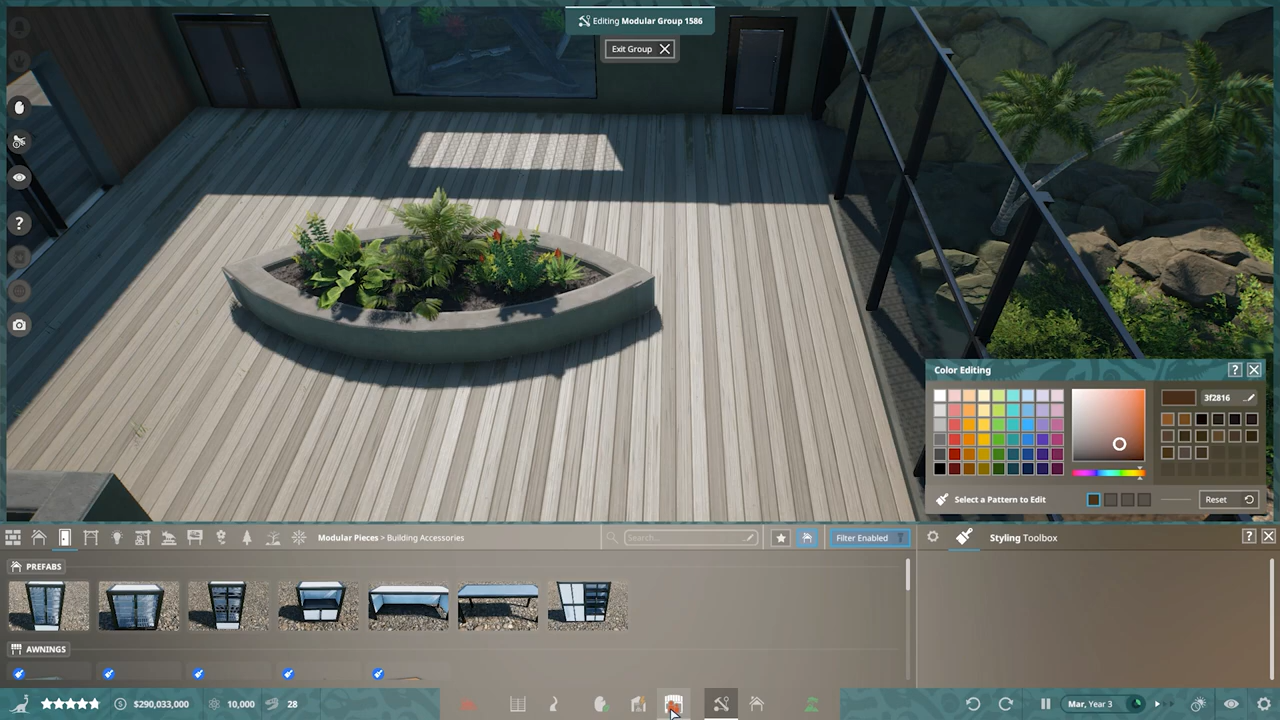 Editing Modular Group 1586
Exit Group
Color Editing
?
3f2816
Select a Pattern to Edit
Reset
Modular Pieces > Building Accessories
Search...
Filter Enabled
Styling Toolbox
?
PREFABS
AWNINGS
?
$290,033,000
10,000
28
Mar, Year 3